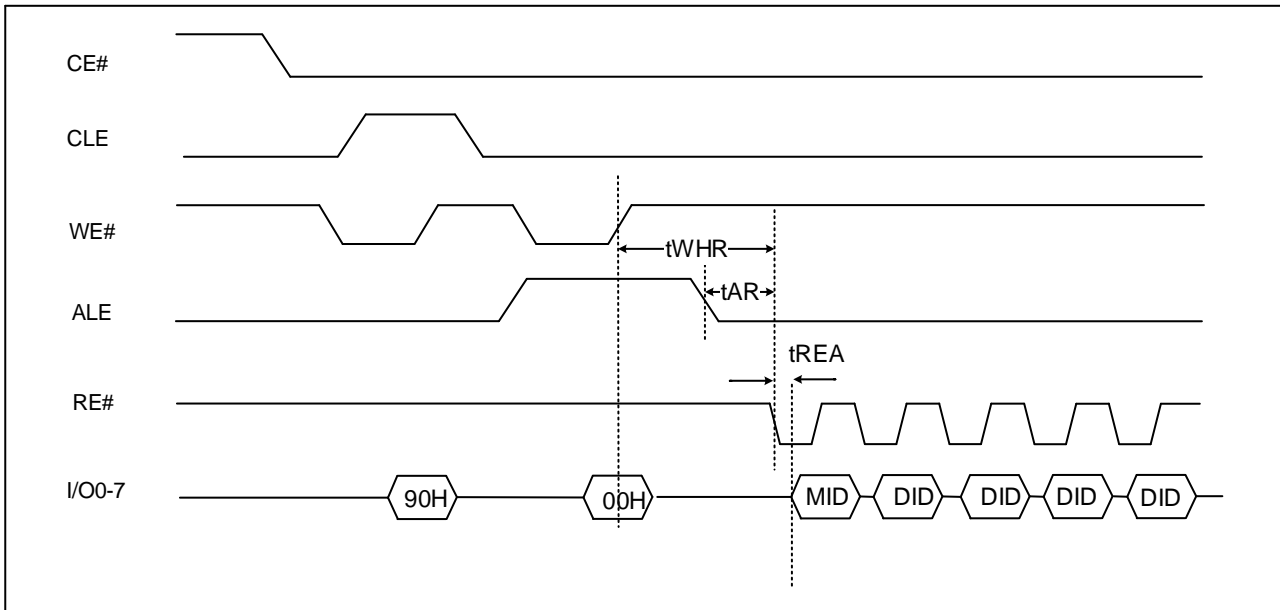 CE#
CLE
WE#
tWHR
ALE
tAR
tREA
RE#
I/O0-7
90H
00H
MID
DID
DID
DID
DID